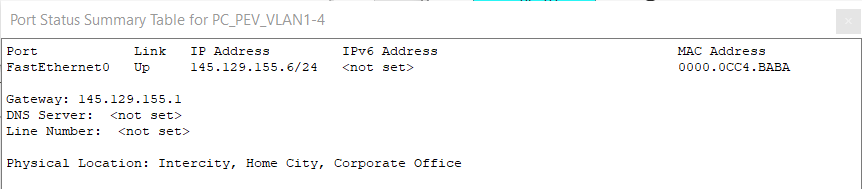 Port Status Summary Table for PC_PEV_VLAN1-4
Port Link IP Address IPv6 Address MAC Address
FastEthernet0 Up 145.129.155.6/24 <not set> 0000.0CC4.BABA
Gateway: 145.129.155.1
DNS Server: <not set>
Line Number: <not set>
Physical Location: Intercity, Home City, Corporate Office